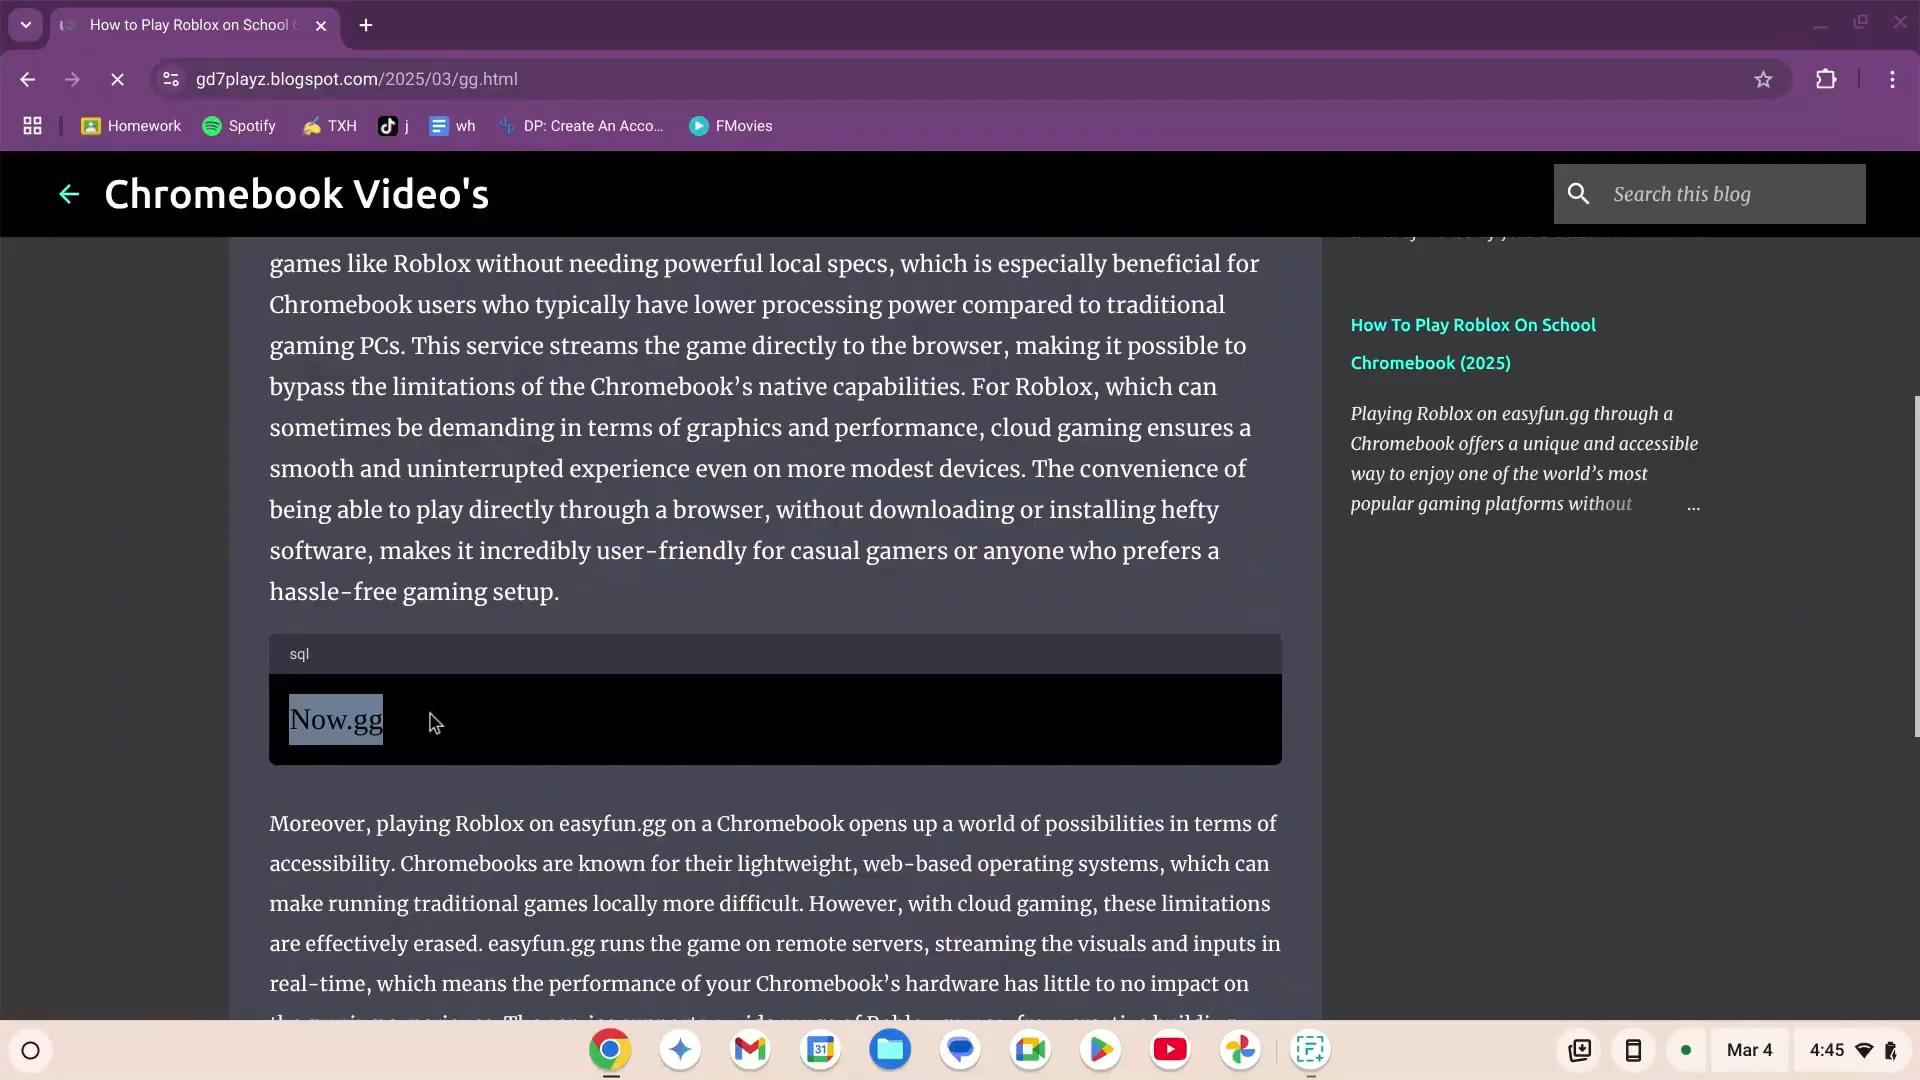 How to Play Roblox on School
gd7playz.blogspot.com/2025/03/gg.html
Homework
Spotify
TXH
j
wh
DP: Create An Acco...
FMovies
Chromebook Video's
Search this blog
games like Roblox without needing powerful local specs, which is especially beneficial for
Chromebook users who typically have lower processing power compared to traditional
gaming PCs. This service streams the game directly to the browser, making it possible to
bypass the limitations of the Chromebook’s native capabilities. For Roblox, which can
sometimes be demanding in terms of graphics and performance, cloud gaming ensures a
smooth and uninterrupted experience even on more modest devices. The convenience of
being able to play directly through a browser, without downloading or installing hefty
software, makes it incredibly user-friendly for casual gamers or anyone who prefers a
hassle-free gaming setup.
sql
Now.gg
Moreover, playing Roblox on easyfun.gg on a Chromebook opens up a world of possibilities in terms of
accessibility. Chromebooks are known for their lightweight, web-based operating systems, which can
make running traditional games locally more difficult. However, with cloud gaming, these limitations
are effectively erased. easyfun.gg runs the game on remote servers, streaming the visuals and inputs in
real-time, which means the performance of your Chromebook’s hardware has little to no impact on
How To Play Roblox On School
Chromebook (2025)
Playing Roblox on easyfun.gg through a
Chromebook offers a unique and accessible
way to enjoy one of the world’s most
popular gaming platforms without ...
31
Mar 4
4:45